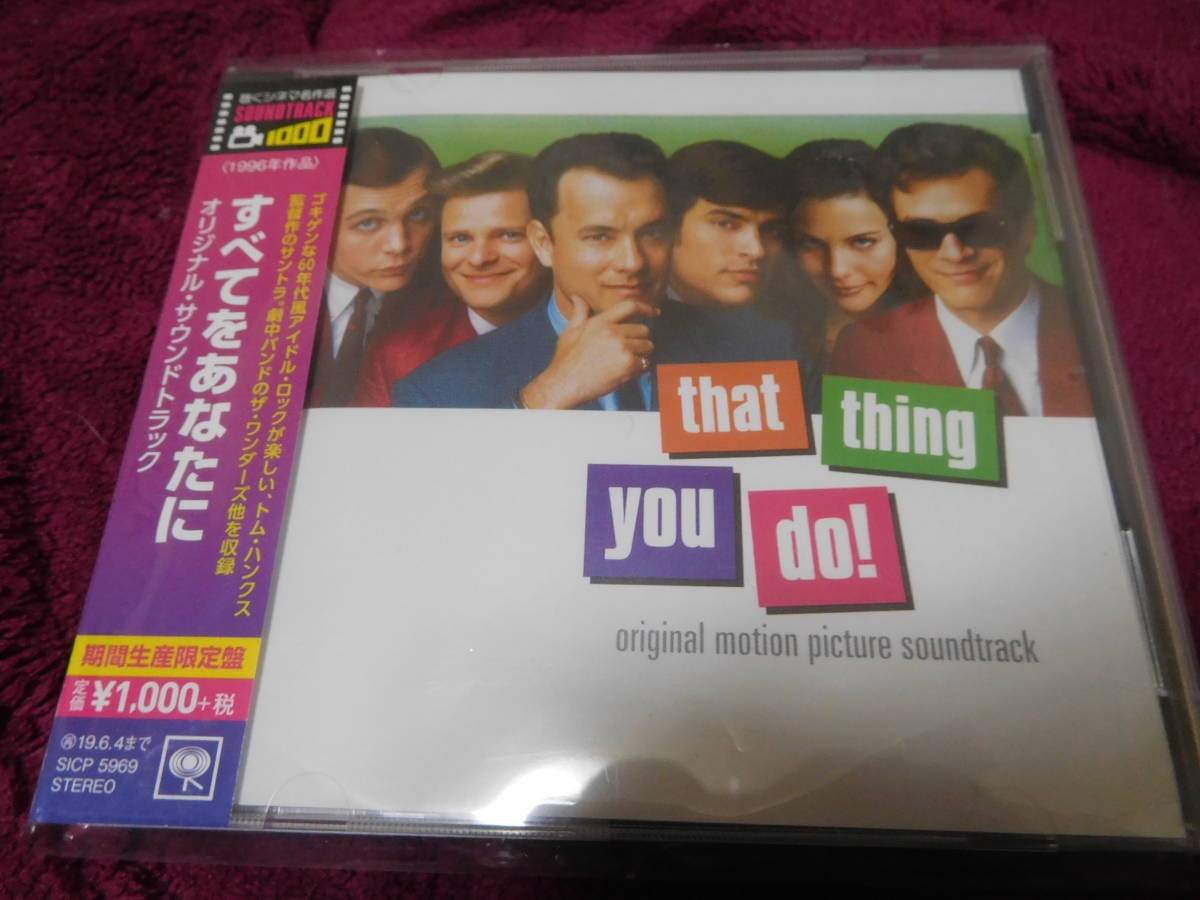 聴くシネマ名作選
SOUNDTRACK
1000
〈1996年作品〉
ゴキゲンな60年代風アイドル・ロックが楽しい、トム・ハンクス
監督作のサントラ。劇中バンドのザ・ワンダーズ他を収録
すべてをあなたに
オリジナル・サウンドトラック
期間生産限定盤
定価 ¥1,000+税
㋐19.6.4まで
SICP 5969
STEREO
that thing
you do!
original motion picture soundtrack